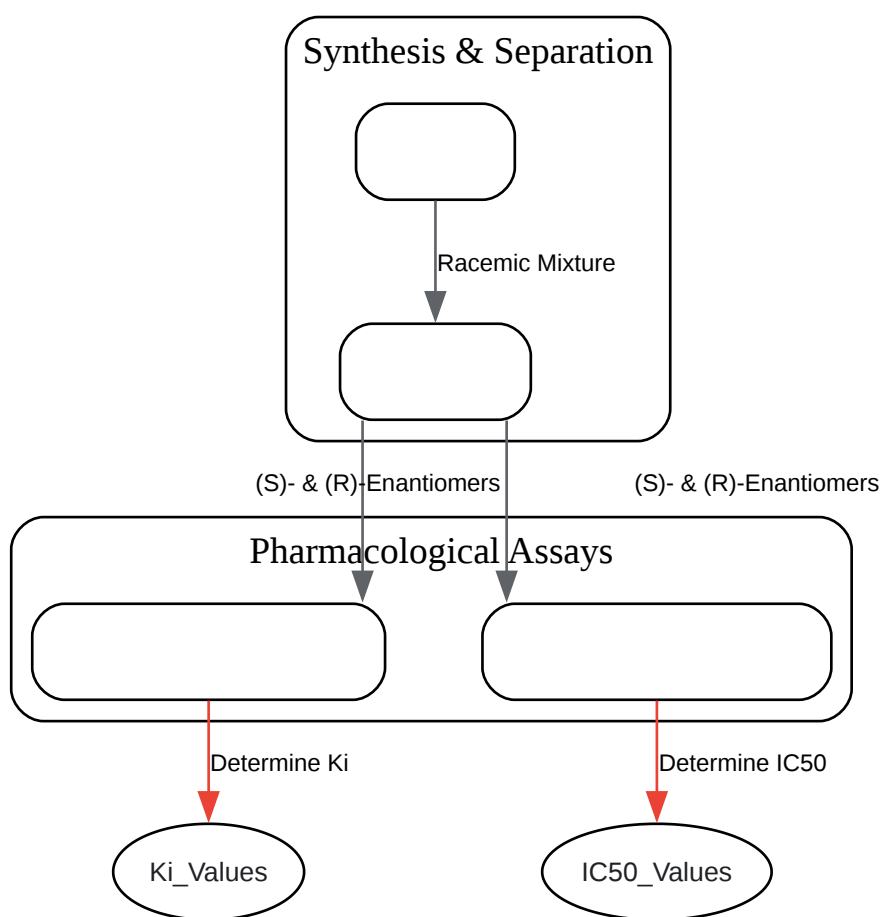 Synthesis & Separation
Racemic Mixture
(S)- & (R)-Enantiomers
(S)- & (R)-Enantiomers
Pharmacological Assays
Determine Ki
Determine IC50
Ki_Values
IC50_Values